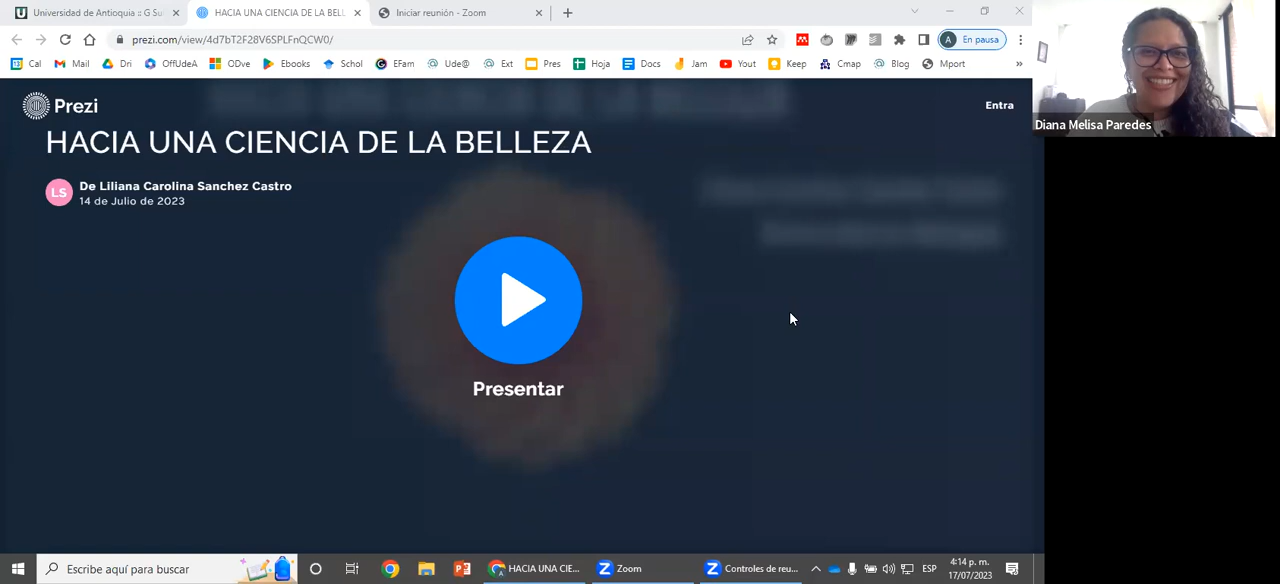 Universidad de Antioquia :: G Su
HACIA UNA CIENCIA DE LA BELL
Iniciar reunión - Zoom
prezi.com/view/4d7bT2F28V6SPLFnQCW0/
A En pausa
Cal Mail Dri OffUdeA ODve Ebooks Schol EFam Ude@ Ext Pres Hoja Docs Jam Yout Keep Cmap Blog Mport »
Prezi
Entra
HACIA UNA CIENCIA DE LA BELLEZA
LS
De Liliana Carolina Sanchez Castro
14 de Julio de 2023
Presentar
Diana Melisa Paredes
Escribe aquí para buscar
HACIA UNA CIE...
Zoom
Controles de reu...
ESP
4:14 p. m.
17/07/2023